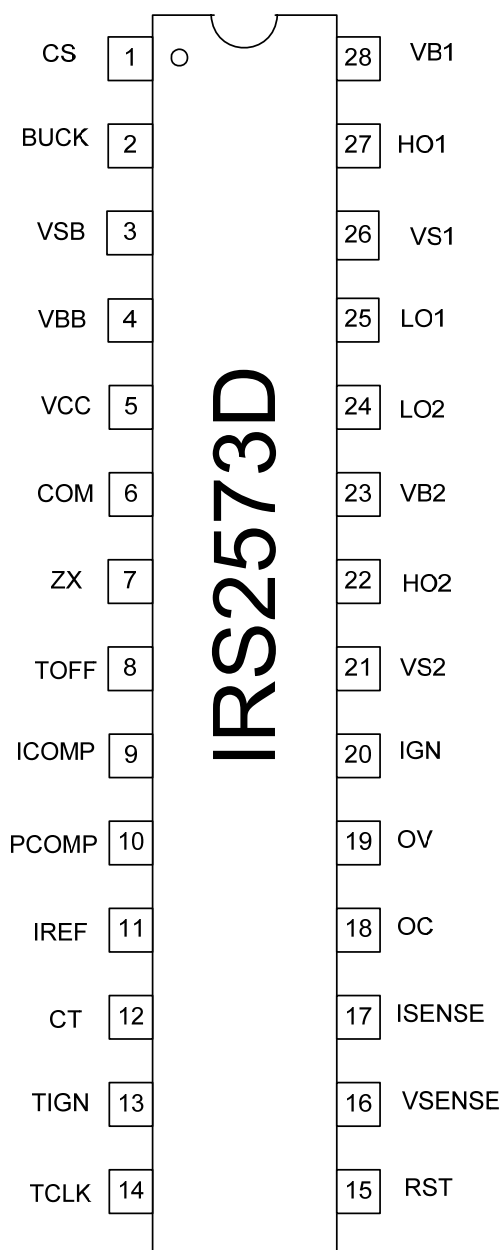 CS 1 28 VB1
BUCK 2 27 HO1
VSB 3 26 VS1
VBB 4 25 LO1
VCC 5 24 LO2
COM 6 23 VB2
ZX 7 22 HO2
TOFF 8 21 VS2
ICOMP 9 20 IGN
PCOMP 10 19 OV
IREF 11 18 OC
CT 12 17 ISENSE
TIGN 13 16 VSENSE
TCLK 14 15 RST
IRS2573D